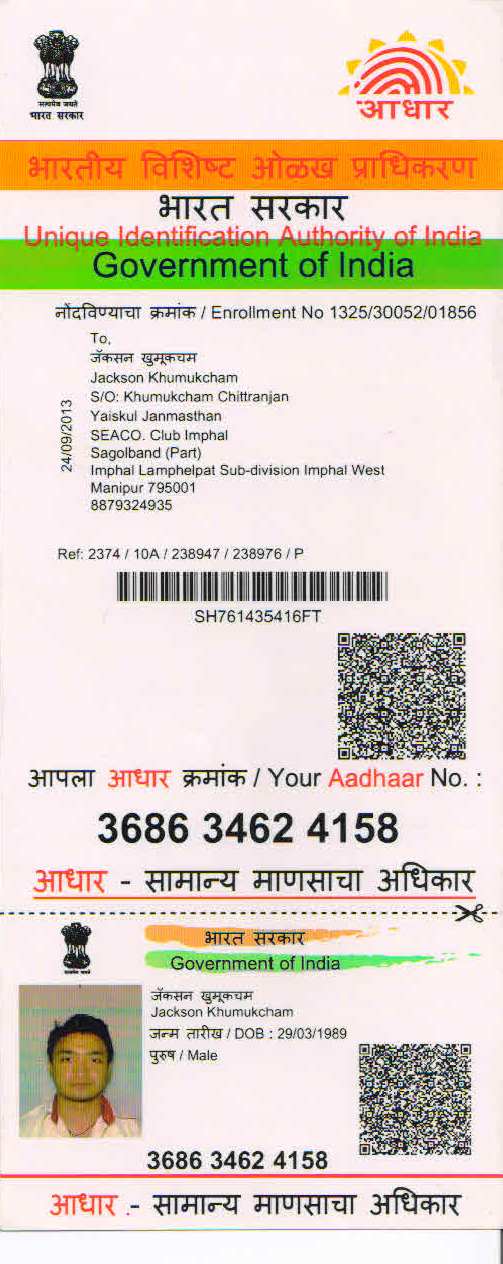 सत्यमेव जयते
भारत सरकार
आधार
भारतीय विशिष्ट ओळख प्राधिकरण
भारत सरकार
Unique Identification Authority of India
Government of India
नोंदविण्याचा क्रमांक / Enrollment No 1325/30052/01856
To,
जॅकसन खुमूकचम
Jackson Khumukcham
S/O: Khumukcham Chittranjan
Yaiskul Janmasthan
SEACO. Club Imphal
Sagolband (Part)
Imphal Lamphelpat Sub-division Imphal West
Manipur 795001
8879324935
24/09/2013
Ref: 2374 / 10A / 238947 / 238976 / P
SH761435416FT
आपला आधार क्रमांक / Your Aadhaar No. :
3686 3462 4158
आधार - सामान्य माणसाचा अधिकार
भारत सरकार
Government of India
जॅकसन खुमूकचम
Jackson Khumukcham
जन्म तारीख / DOB : 29/03/1989
पुरुष / Male
3686 3462 4158
आधार - सामान्य माणसाचा अधिकार